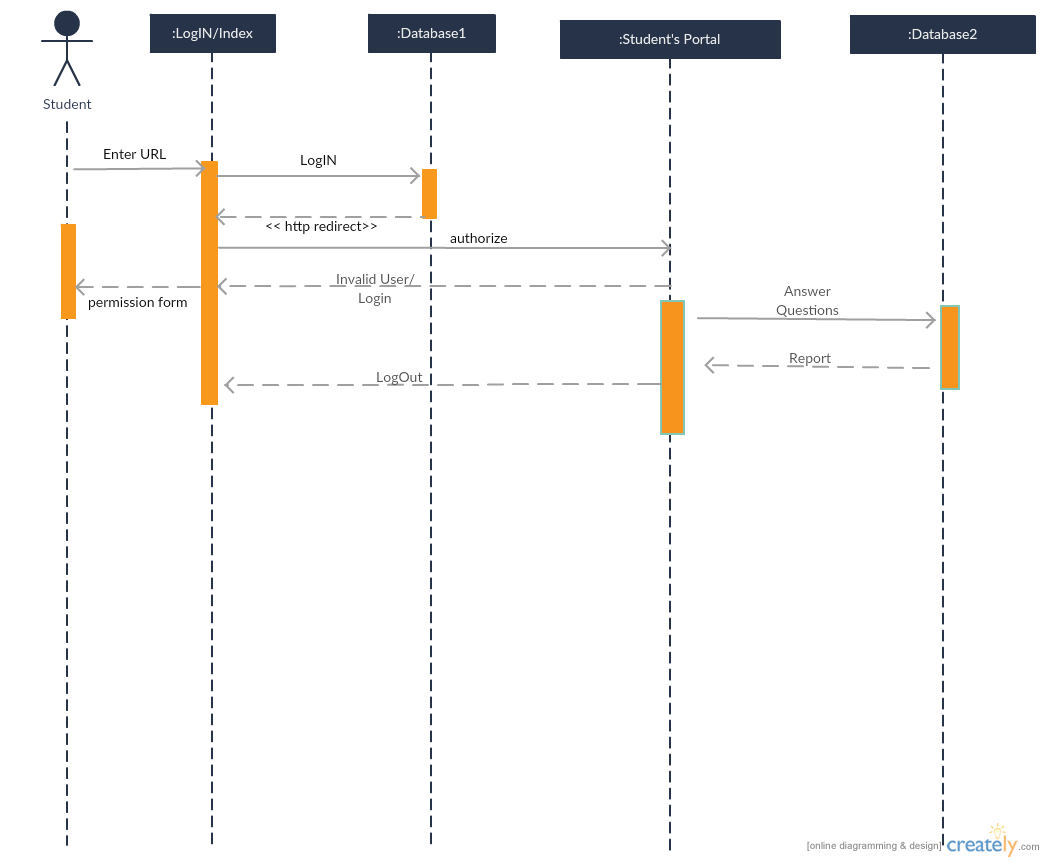 :LogIN/Index
:Database1
:Student's Portal
:Database2
Student
Enter URL
LogIN
<< http redirect>>
authorize
Invalid User/
Login
permission form
Answer
Questions
Report
LogOut
[online diagramming & design] creately.com